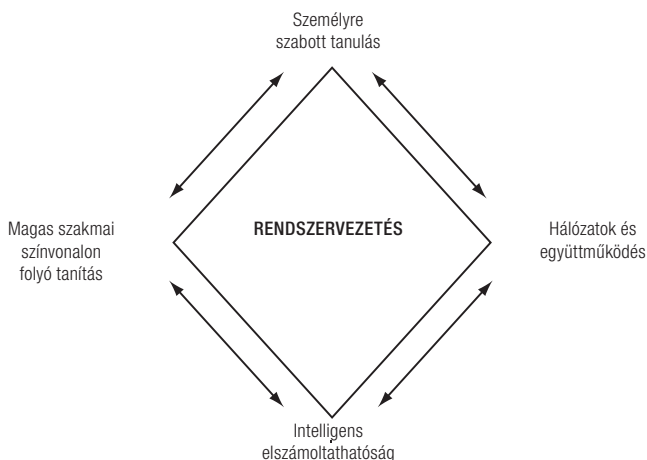 Személyre
szabott tanulás
Magas szakmai
színvonalon
folyó tanítás
RENDSZERVEZETÉS
Hálózatok és
együttműködés
Intelligens
elszámoltathatóság